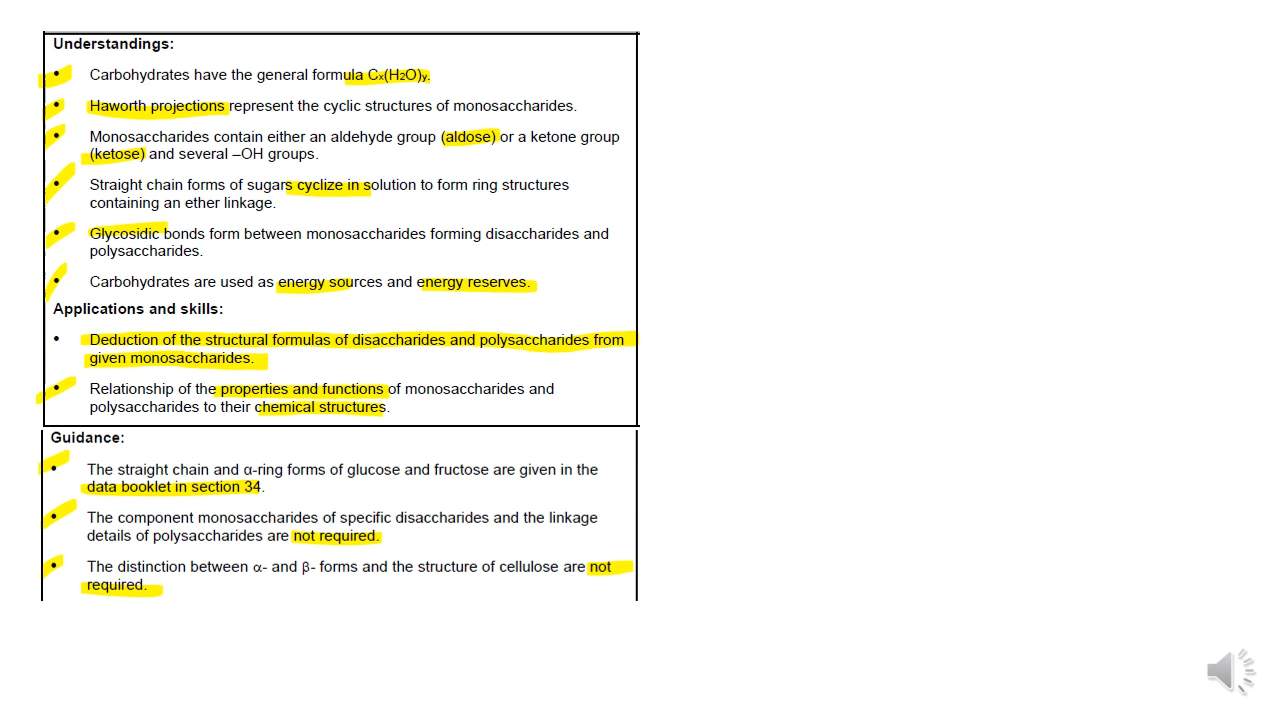 Understandings:
• Carbohydrates have the general formula Cx(H2O)y.
• Haworth projections represent the cyclic structures of monosaccharides.
• Monosaccharides contain either an aldehyde group (aldose) or a ketone group
(ketose) and several –OH groups.
• Straight chain forms of sugars cyclize in solution to form ring structures
containing an ether linkage.
• Glycosidic bonds form between monosaccharides forming disaccharides and
polysaccharides.
• Carbohydrates are used as energy sources and energy reserves.
Applications and skills:
• Deduction of the structural formulas of disaccharides and polysaccharides from
given monosaccharides.
• Relationship of the properties and functions of monosaccharides and
polysaccharides to their chemical structures.
Guidance:
• The straight chain and α-ring forms of glucose and fructose are given in the
data booklet in section 34.
• The component monosaccharides of specific disaccharides and the linkage
details of polysaccharides are not required.
• The distinction between α- and β- forms and the structure of cellulose are not
required.